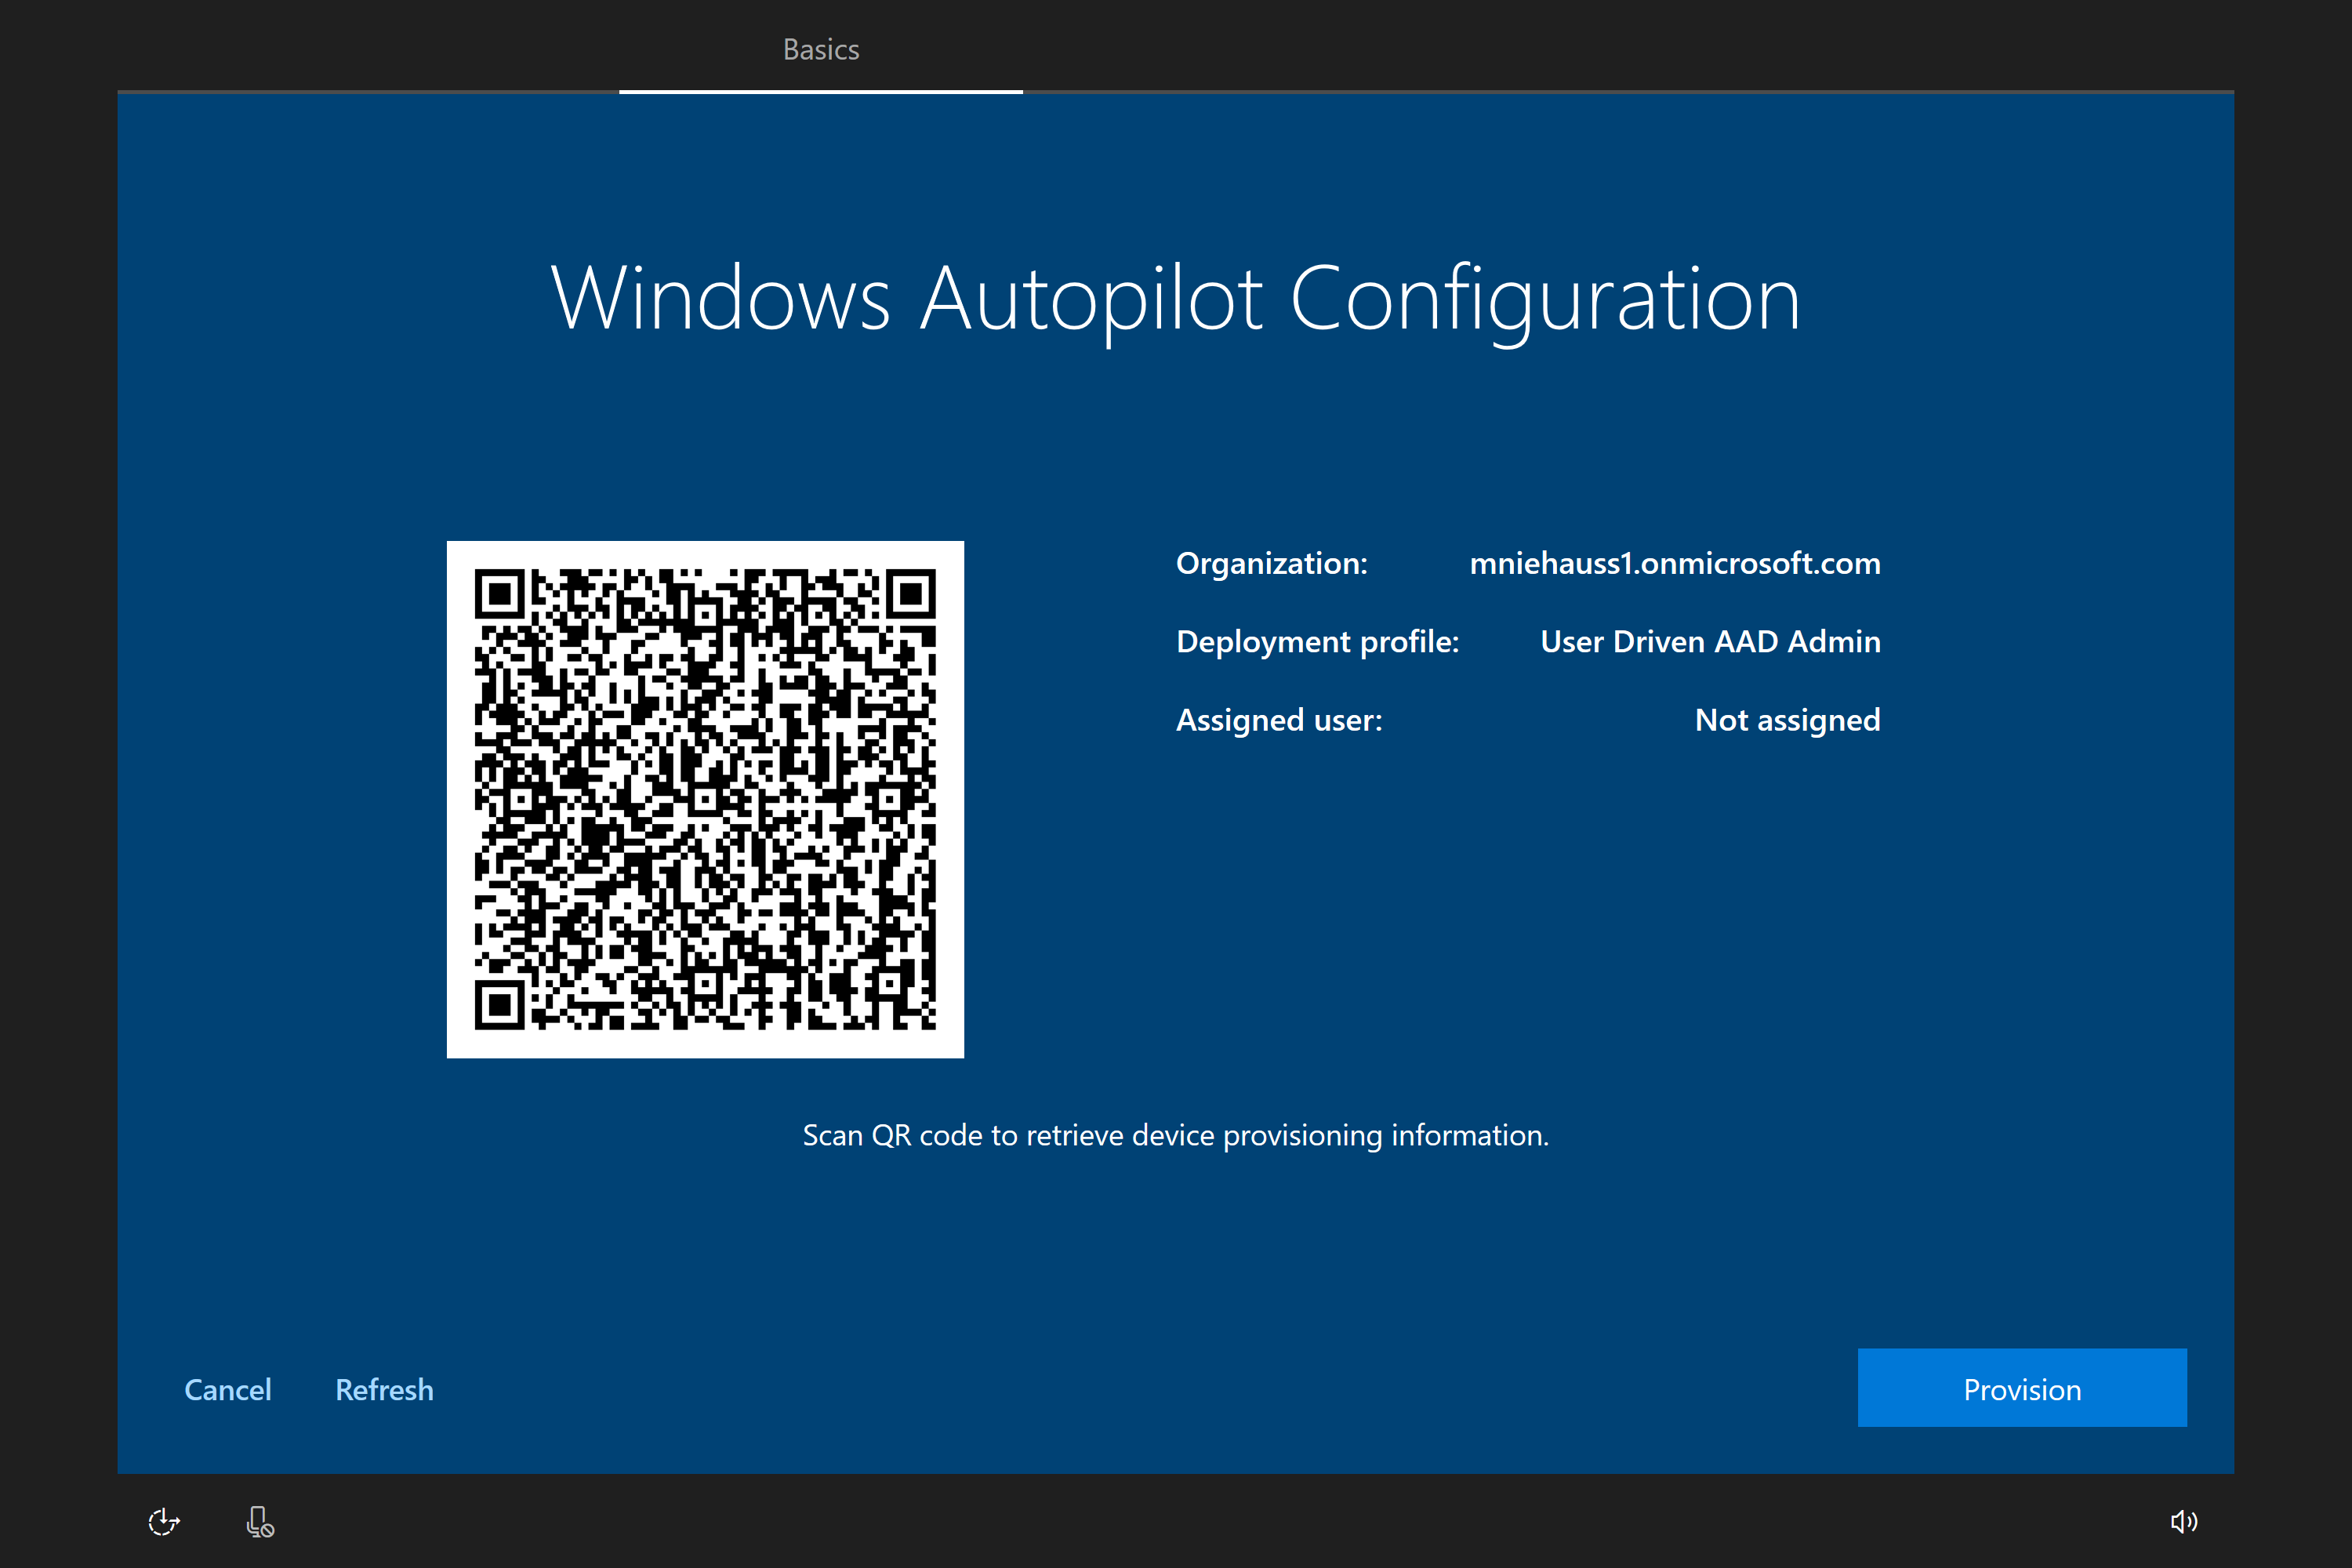 Basics
Windows Autopilot Configuration
Organization: mniehauss1.onmicrosoft.com
Deployment profile: User Driven AAD Admin
Assigned user: Not assigned
Scan QR code to retrieve device provisioning information.
Cancel Refresh Provision